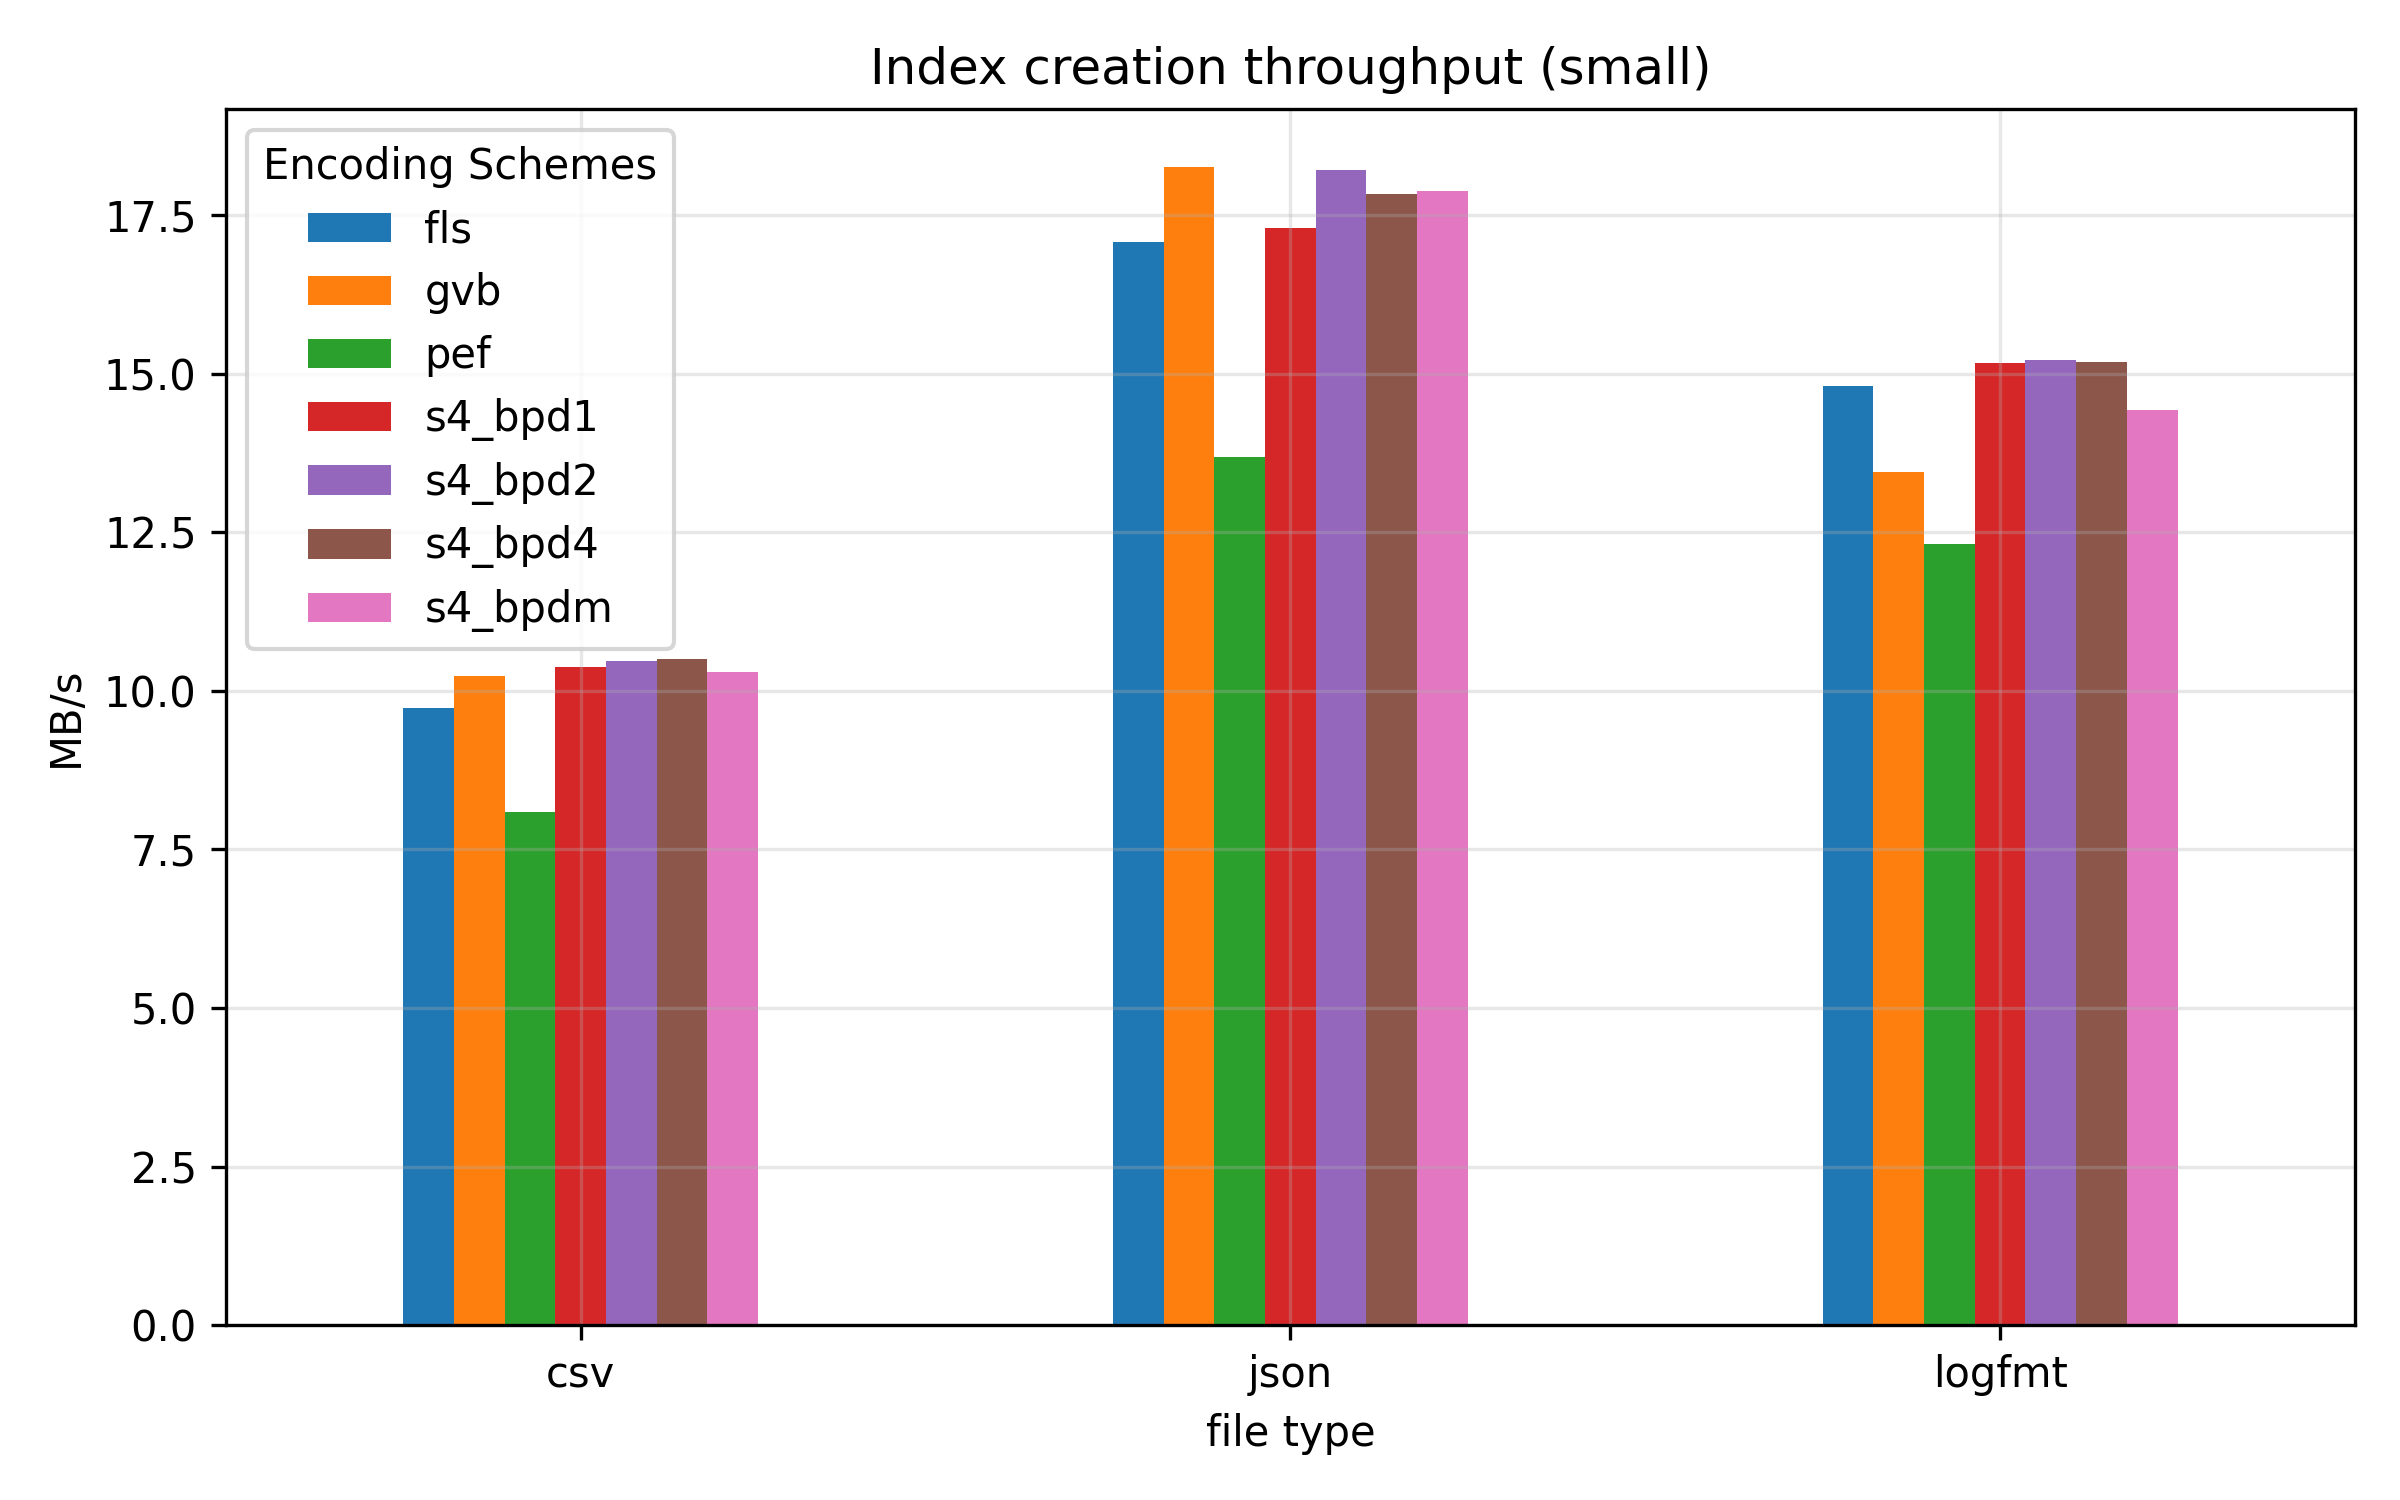 Index creation throughput (small)
Encoding Schemes
fls
gvb
pef
s4_bpd1
s4_bpd2
s4_bpd4
s4_bpdm
MB/s
17.5
15.0
12.5
10.0
7.5
5.0
2.5
0.0
csv
json
logfmt
file type